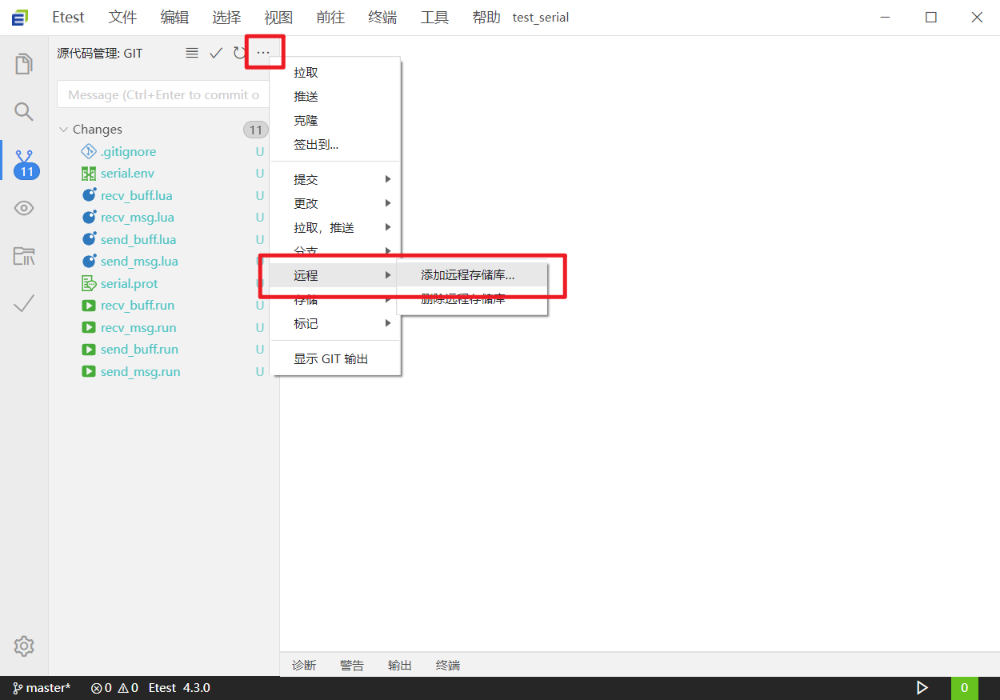 Etest 文件 编辑 选择 视图 前往 终端 工具 帮助 test_serial
源代码管理: GIT
Message (Ctrl+Enter to commit o
Changes 11
.gitignore U
serial.env U
recv_buff.lua U
recv_msg.lua U
send_buff.lua U
send_msg.lua U
serial.prot U
recv_buff.run U
recv_msg.run U
send_buff.run U
send_msg.run U
11
拉取
推送
克隆
签出到...
提交
更改
拉取，推送
分支
远程
存储
标记
显示 GIT 输出
添加远程存储库...
删除远程存储库
诊断 警告 输出 终端
master* 0 0 Etest 4.3.0 0